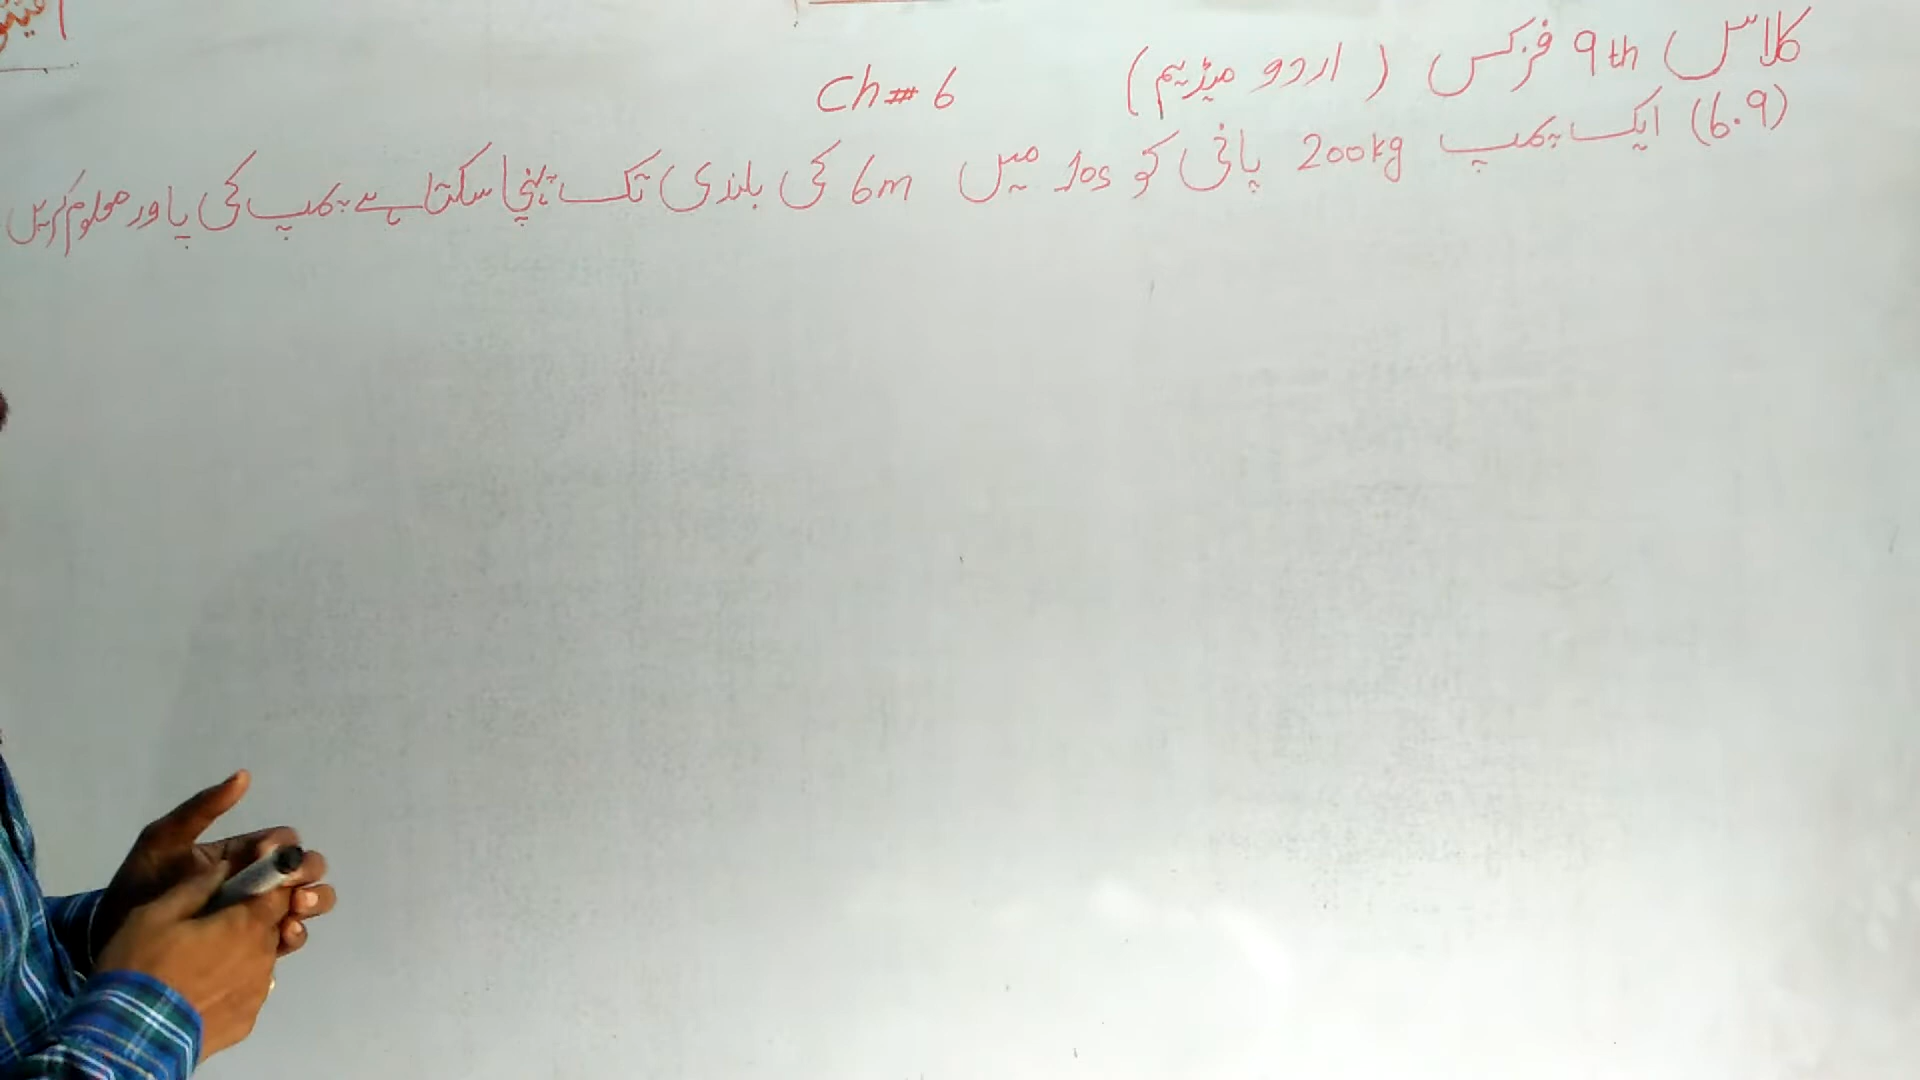 کلاس 9th فزکس (اردو میڈیم) Ch#6
(6.9) ایک پمپ 200kg پانی کو 10s میں 6m کی بلندی تک پہنچا سکتا ہے پمپ کی پاور معلوم کریں